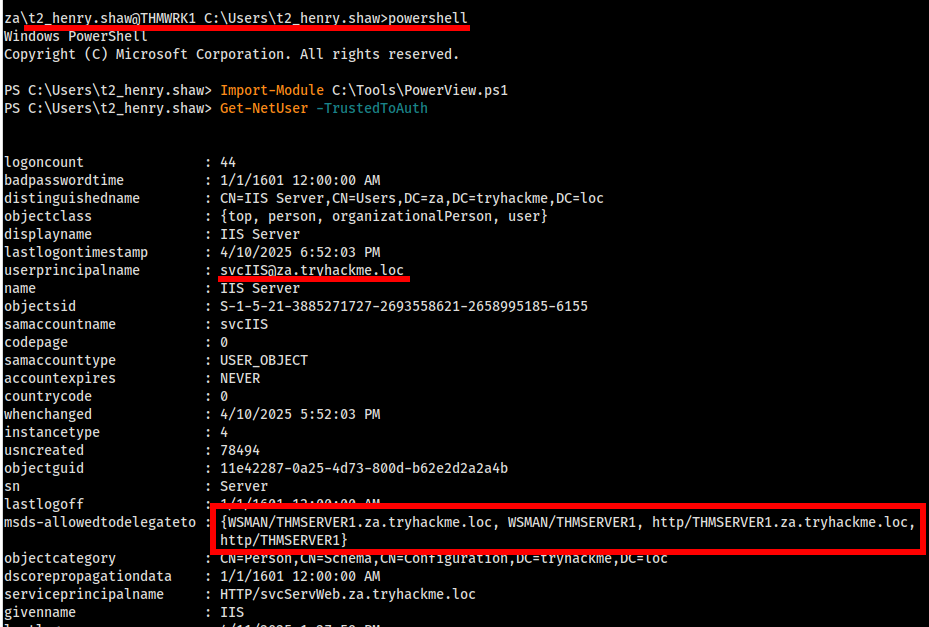 za\t2_henry.shaw@THMWRK1 C:\Users\t2_henry.shaw>powershell
Windows PowerShell
Copyright (C) Microsoft Corporation. All rights reserved.
PS C:\Users\t2_henry.shaw> Import-Module C:\Tools\PowerView.ps1
PS C:\Users\t2_henry.shaw> Get-NetUser -TrustedToAuth
logoncount : 44
badpasswordtime : 1/1/1601 12:00:00 AM
distinguishedname : CN=IIS Server,CN=Users,DC=za,DC=tryhackme,DC=loc
objectclass : {top, person, organizationalPerson, user}
displayname : IIS Server
lastlogontimestamp : 4/10/2025 6:52:03 PM
userprincipalname : svcIIS@za.tryhackme.loc
name : IIS Server
objectsid : S-1-5-21-3885271727-2693558621-2658995185-6155
samaccountname : svcIIS
codepage : 0
samaccounttype : USER_OBJECT
accountexpires : NEVER
countrycode : 0
whenchanged : 4/10/2025 5:52:03 PM
instancetype : 4
usncreated : 78494
objectguid : 11e42287-0a25-4d73-800d-b62e2d2a2a4b
sn : Server
lastlogoff : 1/1/1601 12:00:00 AM
msds-allowedtodelegateto : {WSMAN/THMSERVER1.za.tryhackme.loc, WSMAN/THMSERVER1, http/THMSERVER1.za.tryhackme.loc,
http/THMSERVER1}
objectcategory : CN=Person,CN=Schema,CN=Configuration,DC=tryhackme,DC=loc
dscorepropagationdata : 1/1/1601 12:00:00 AM
serviceprincipalname : HTTP/svcServWeb.za.tryhackme.loc
givenname : IIS